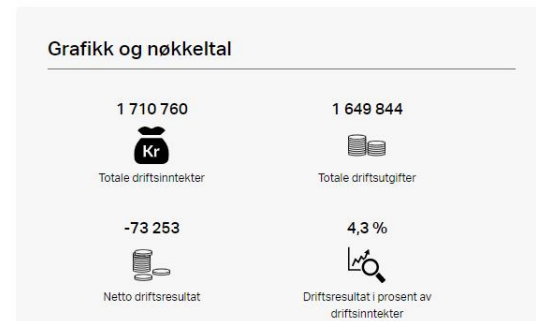 Grafikk og nøkkeltal
1 710 760
1 649 844
Kr
Totale driftsinntekter
Totale driftsutgifter
-73 253
4,3 %
Netto driftsresultat
Driftsresultat i prosent av
driftsinntekter